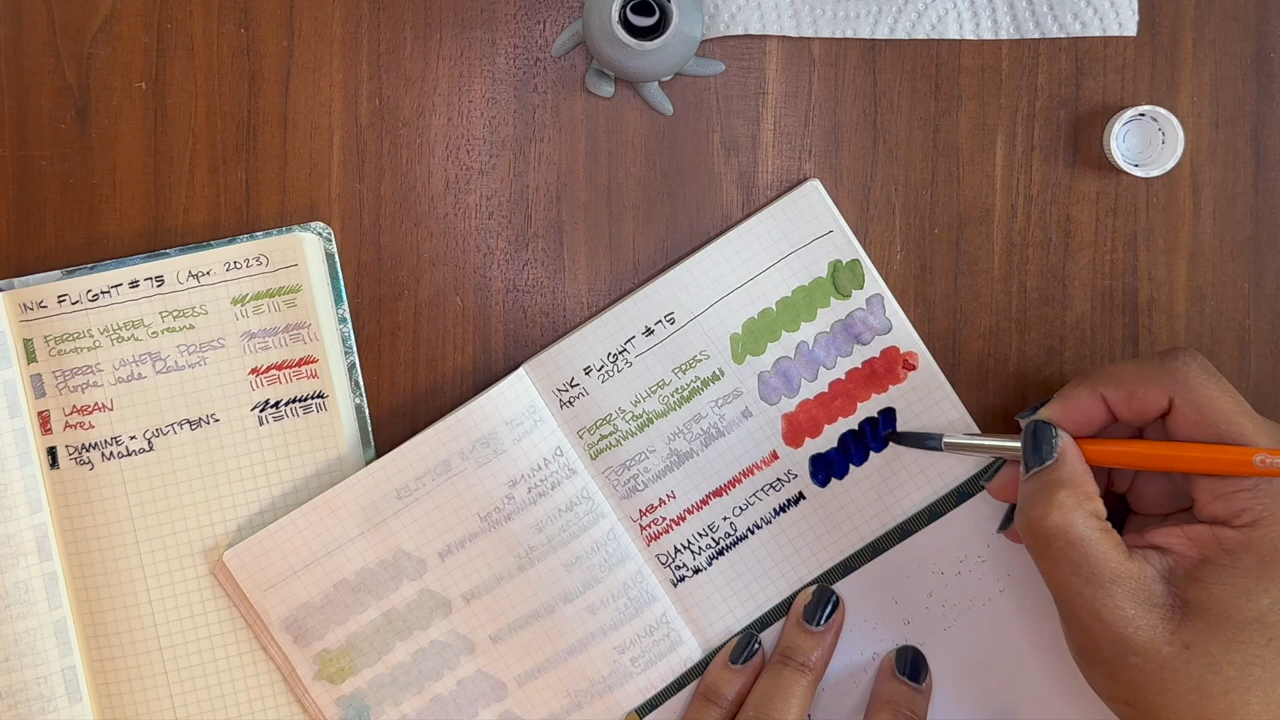 INK FLIGHT #75 (Apr. 2023)
FERRIS WHEEL PRESS
Central Park Greens
FERRIS WHEEL PRESS
Purple Jade Rabbit
LABAN
Ares
DIAMINE × CULTPENS
Taj Mahal
INK FLIGHT #75
April 2023
FERRIS WHEEL PRESS
Central Park Greens
FERRIS WHEEL PRESS
Purple Jade Rabbit
LABAN
Ares
DIAMINE × CULTPENS
Taj Mahal